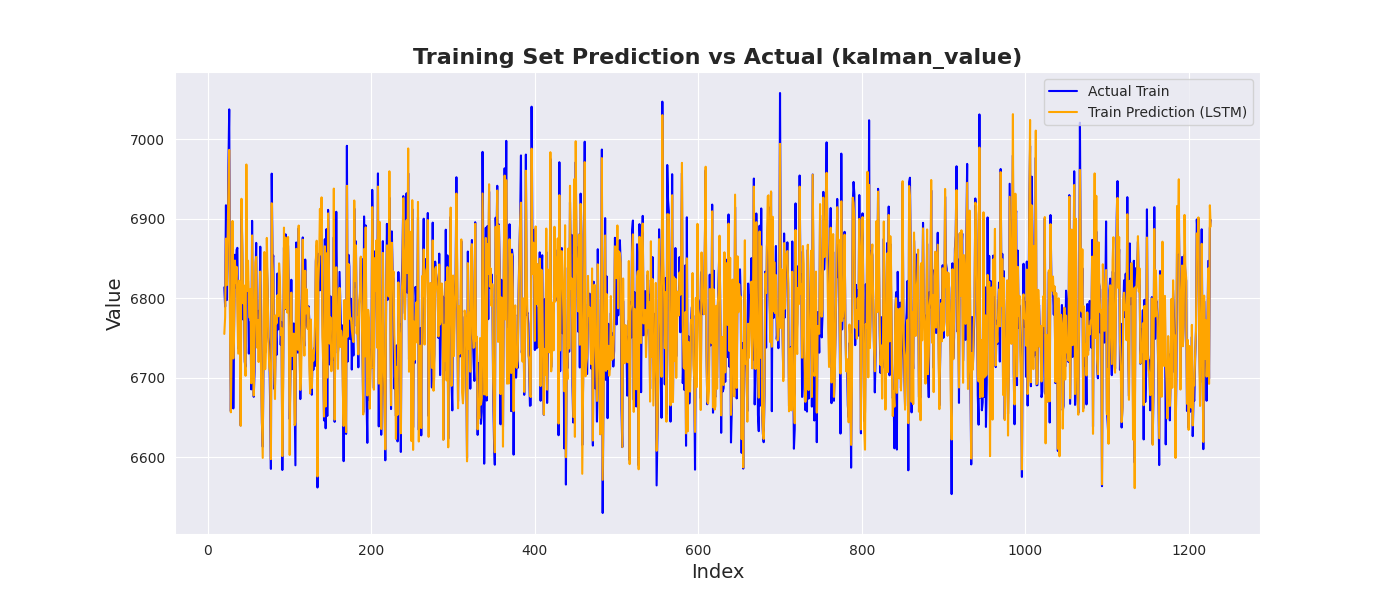 Training Set Prediction vs Actual (kalman_value)
Actual Train
Train Prediction (LSTM)
Value
7000
6900
6800
6700
6600
0 200 400 600 800 1000 1200
Index